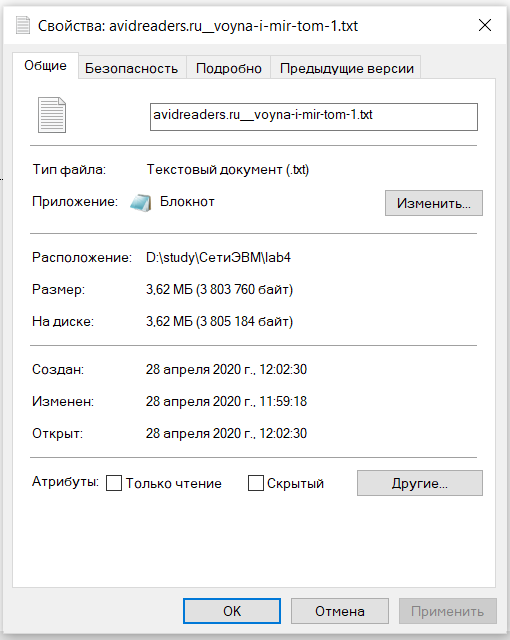 Свойства: avidreaders.ru__voyna-i-mir-tom-1.txt
Общие Безопасность Подробно Предыдущие версии
avidreaders.ru__voyna-i-mir-tom-1.txt
Тип файла: Текстовый документ (.txt)
Приложение: Блокнот Изменить...
Расположение: D:\study\СетиЭВМ\lab4
Размер: 3,62 МБ (3 803 760 байт)
На диске: 3,62 МБ (3 805 184 байт)
Создан: 28 апреля 2020 г., 12:02:30
Изменен: 28 апреля 2020 г., 11:59:18
Открыт: 28 апреля 2020 г., 12:02:30
Атрибуты: Только чтение Скрытый Другие...
OK Отмена Применить